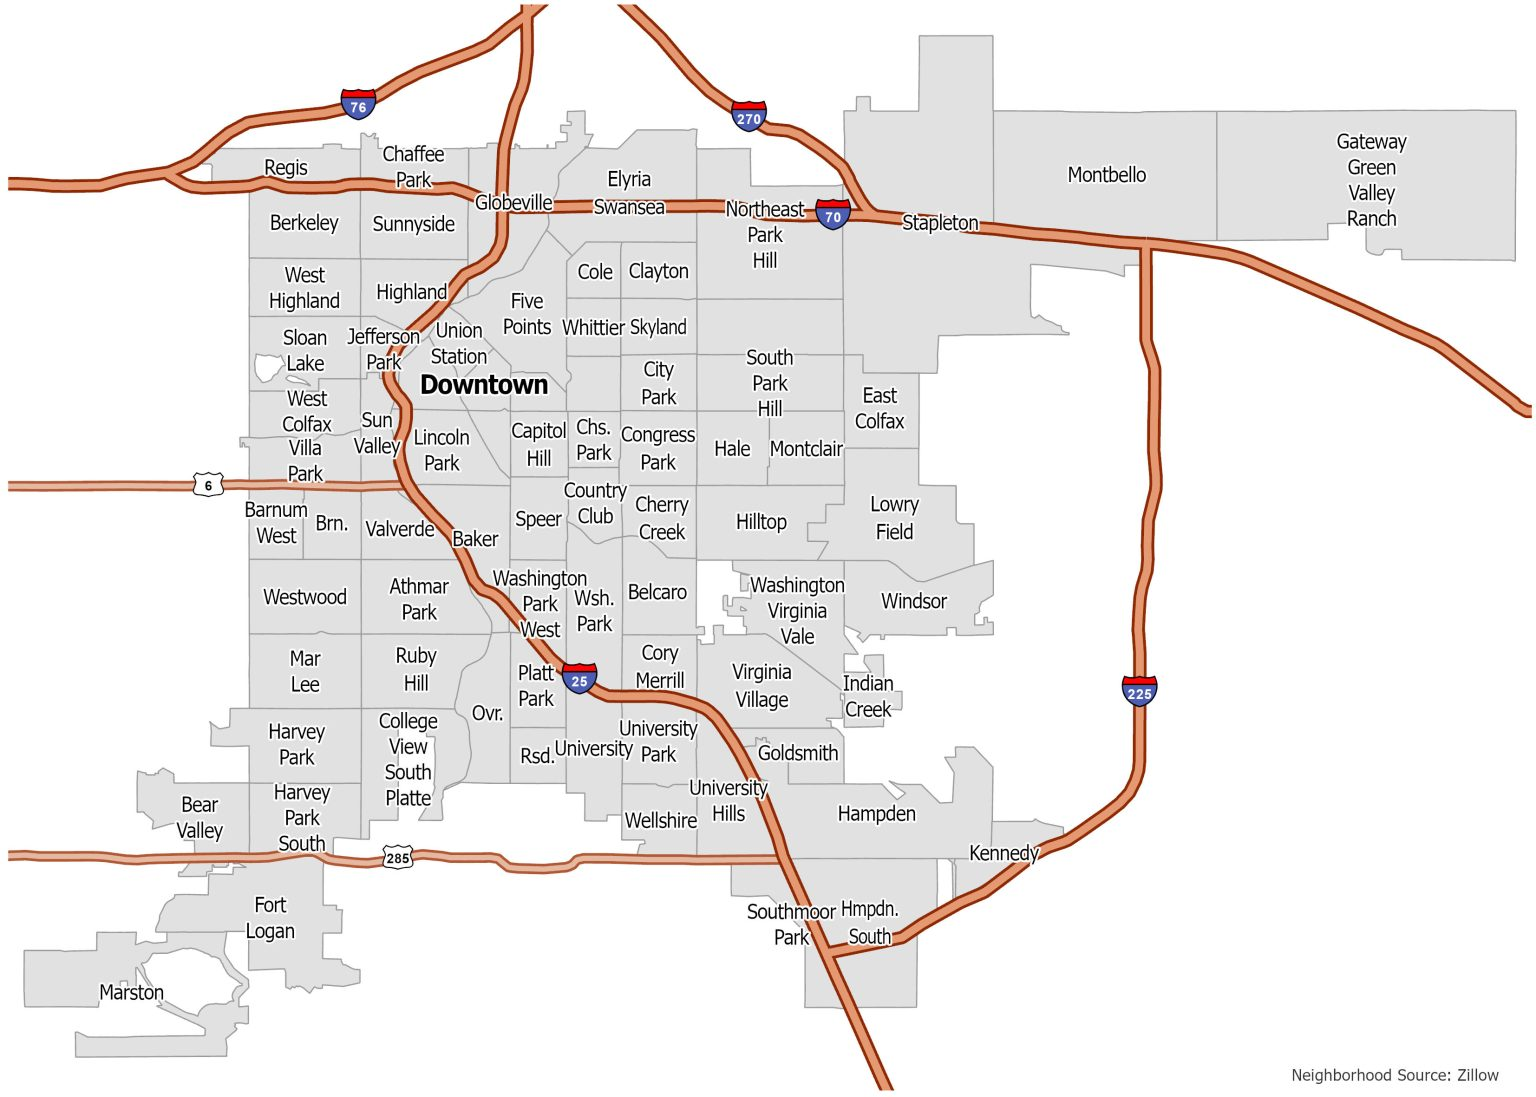 76
270
Regis
Chaffee
Park
Elyria
Swansea
Globeville
Northeast
Park
Hill
70
Stapleton
Montbello
Gateway
Green
Valley
Ranch
Berkeley
Sunnyside
West
Highland
Highland
Cole
Clayton
Five
Points
Whittier
Skyland
Sloan
Lake
Jefferson
Park
Union
Station
Downtown
City
Park
South
Park
Hill
East
Colfax
West
Colfax
Sun
Valley
Lincoln
Park
Capitol
Hill
Chs.
Park
Congress
Park
Hale
Montclair
Villa
Park
6
Barnum
West
Brn.
Valverde
Baker
Speer
Country
Club
Cherry
Creek
Hilltop
Lowry
Field
Westwood
Athmar
Park
Washington
Park
West
Wsh.
Park
Belcaro
Washington
Virginia
Vale
Windsor
Mar
Lee
Ruby
Hill
Platt
Park
25
Cory
Merrill
Virginia
Village
Indian
Creek
225
Harvey
Park
College
View
South
Platte
Ovr.
Rsd.
University
University
Park
Goldsmith
Bear
Valley
Harvey
Park
South
Wellshire
University
Hills
Hampden
285
Kennedy
Fort
Logan
Southmoor
Park
Hmpdn.
South
Marston
Neighborhood Source: Zillow